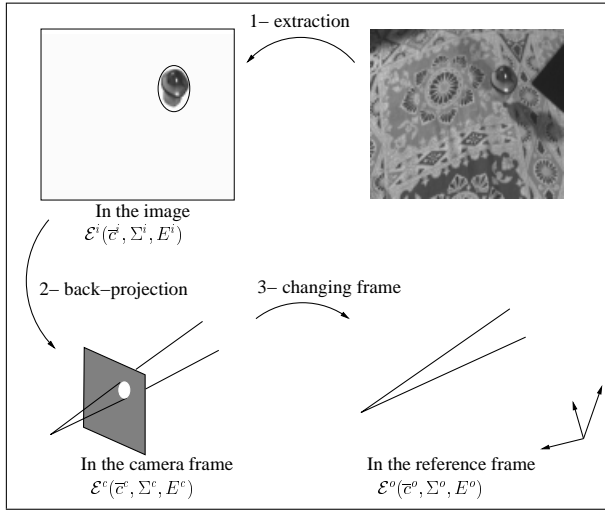 1– extraction
In the image
ℰ^i(c̅^i, Σ^i, E^i)
2– back–projection
3– changing frame
In the camera frame
ℰ^c(c̅^c, Σ^c, E^c)
In the reference frame
ℰ^o(c̅^o, Σ^o, E^o)